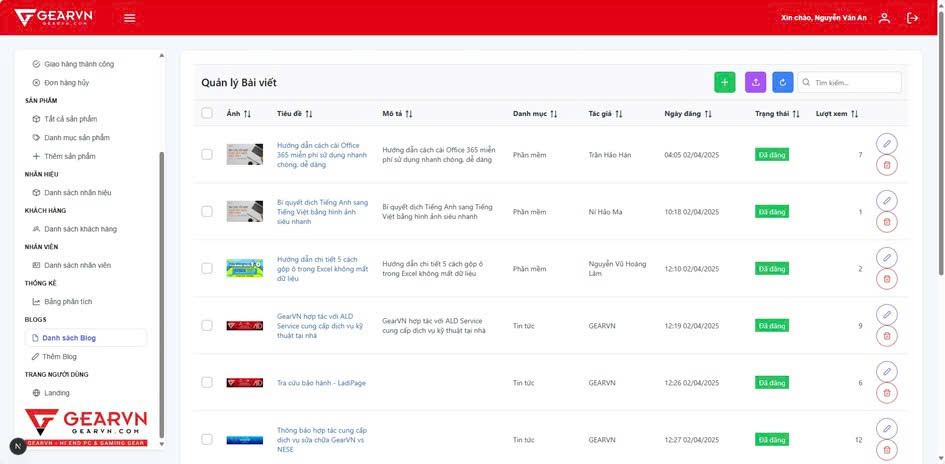 GEARVN
GEARVN.COM
Xin chào, Nguyễn Văn An
Giao hàng thành công
Đơn hàng hủy
SẢN PHẨM
Tất cả sản phẩm
Danh mục sản phẩm
Thêm sản phẩm
NHÃN HIỆU
Danh sách nhãn hiệu
KHÁCH HÀNG
Danh sách khách hàng
NHÂN VIÊN
Danh sách nhân viên
THỐNG KÊ
Bảng phân tích
BLOGS
Danh sách Blog
Thêm Blog
TRANG NGƯỜI DÙNG
Landing
GEARVN
GEARVN.COM
GEARVN - HI END PC & GAMING GEAR
N
Quản lý Bài viết
Tìm kiếm...
Ảnh Tiêu đề Mô tả Danh mục Tác giả Ngày đăng Trạng thái Lượt xem
Hướng dẫn cách cài Office
365 miễn phí sử dụng nhanh
chóng, dễ dàng
Hướng dẫn cách cài Office 365 miễn
phí sử dụng nhanh chóng, dễ dàng
Phần mềm
Trần Hảo Hán
04:05 02/04/2025
Đã đăng
7
Bí quyết dịch Tiếng Anh sang
Tiếng Việt bằng hình ảnh
siêu nhanh
Bí quyết dịch Tiếng Anh sang Tiếng
Việt bằng hình ảnh siêu nhanh
Phần mềm
Ní Hảo Ma
10:18 02/04/2025
Đã đăng
1
Hướng dẫn chi tiết 5 cách
gộp ô trong Excel không mất
dữ liệu
Hướng dẫn chi tiết 5 cách gộp ô
trong Excel không mất dữ liệu
Phần mềm
Nguyễn Vũ Hoàng
Lâm
12:10 02/04/2025
Đã đăng
2
GearVN hợp tác với ALD
Service cung cấp dịch vụ kỹ
thuật tại nhà
GearVN hợp tác với ALD Service
cung cấp dịch vụ kỹ thuật tại nhà
Tin tức
GEARVN
12:19 02/04/2025
Đã đăng
9
Tra cứu bảo hành - LadiPage
Tin tức
GEARVN
12:26 02/04/2025
Đã đăng
6
Thông báo hợp tác cung cấp
dịch vụ sửa chữa GearVN vs
NESE
Tin tức
GEARVN
12:27 02/04/2025
Đã đăng
12